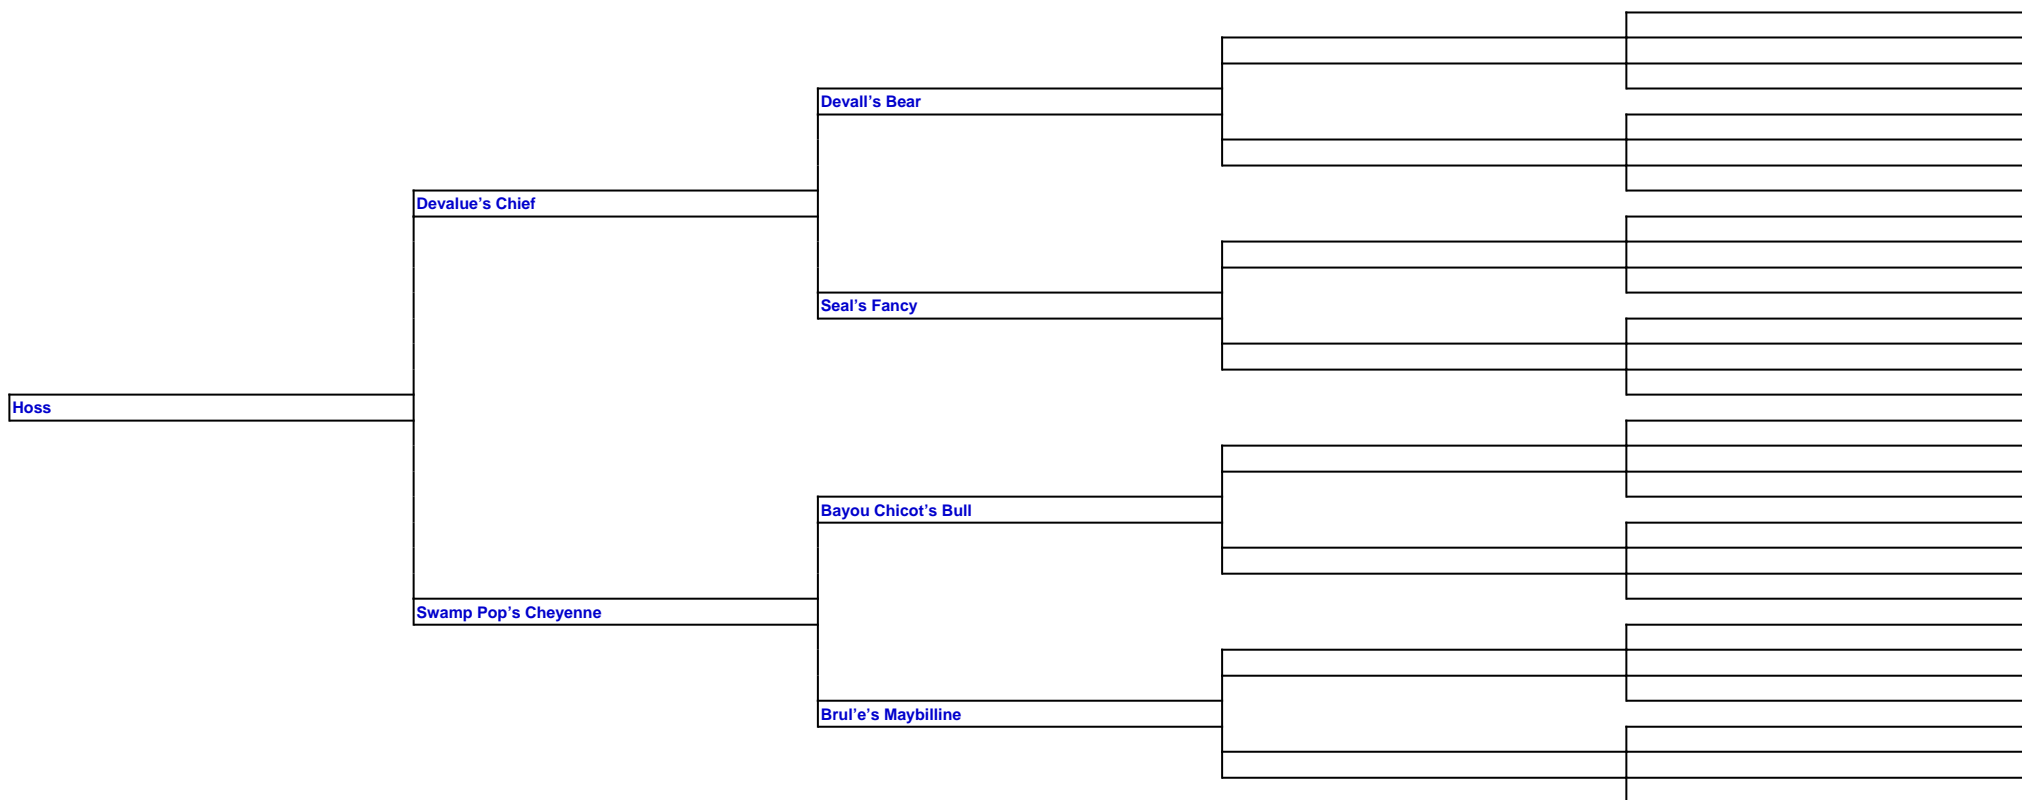 Devall’s Bear
Devalue’s Chief
Seal’s Fancy
Hoss
Bayou Chicot’s Bull
Swamp Pop’s Cheyenne
Brul’e’s Maybilline